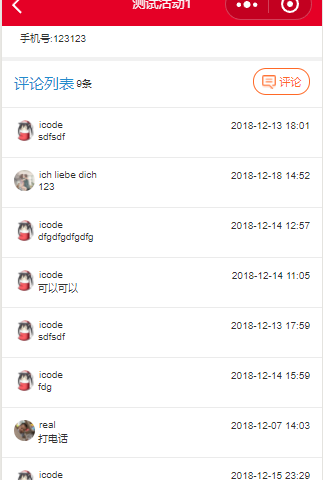 测试活动1
手机号:123123
评论列表 9条
评论
icode
2018-12-13 18:01
sdfsdf
ich liebe dich
2018-12-18 14:52
123
icode
2018-12-14 12:57
dfgdfgdfgdfg
icode
2018-12-14 11:05
可以可以
icode
2018-12-13 17:59
sdfsdf
icode
2018-12-14 15:59
fdg
real
2018-12-07 14:03
打电话
icode
2018-12-15 23:29